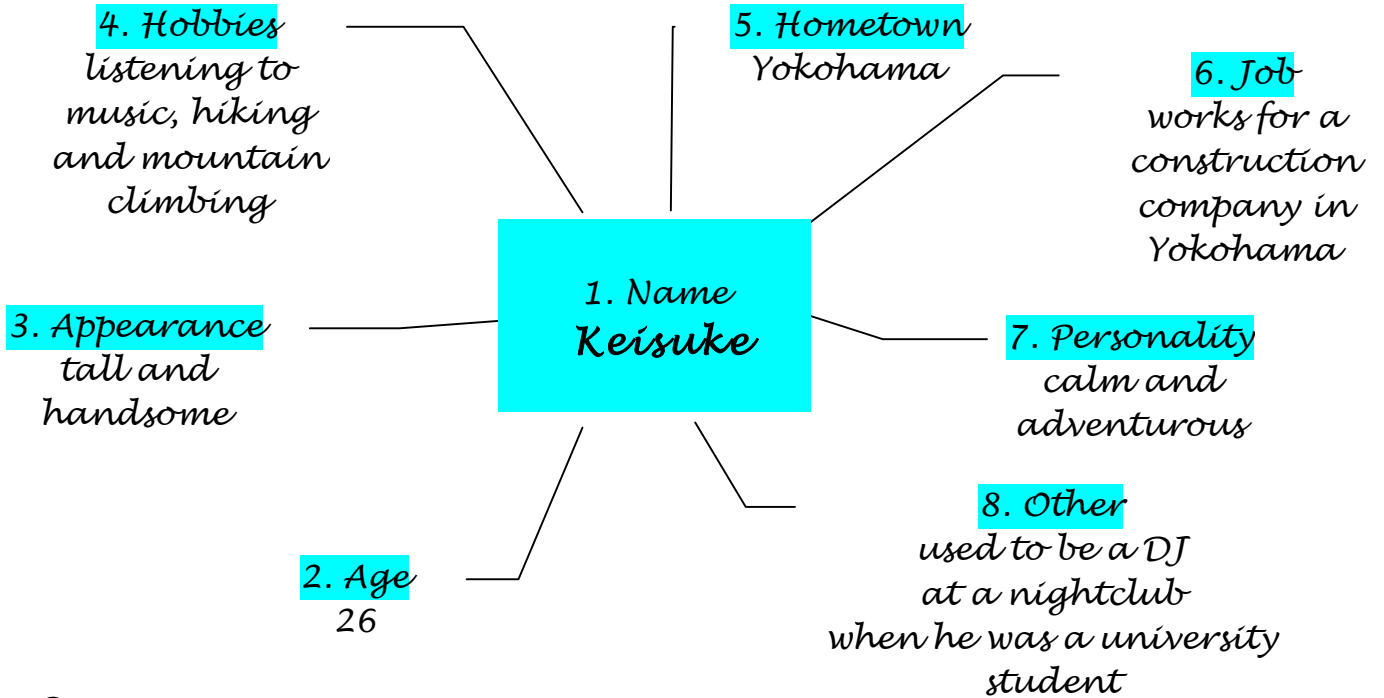 4. Hobbies
listening to
music, hiking
and mountain
climbing
5. Hometown
Yokohama
6. Job
works for a
construction
company in
Yokohama
3. Appearance
tall and
handsome
1. Name
Keisuke
7. Personality
calm and
adventurous
2. Age
26
8. Other
used to be a DJ
at a nightclub
when he was a university
student